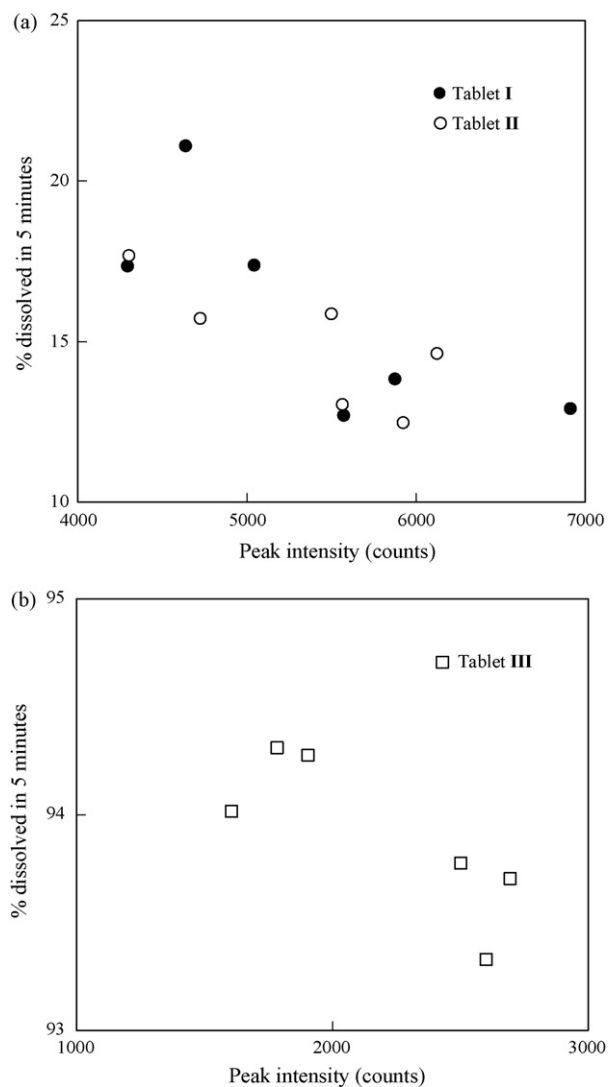 (a)
25
20
15
10
% dissolved in 5 minutes
Tablet I
Tablet II
4000 5000 6000 7000
Peak intensity (counts)
(b)
95
94
93
% dissolved in 5 minutes
Tablet III
1000 2000 3000
Peak intensity (counts)